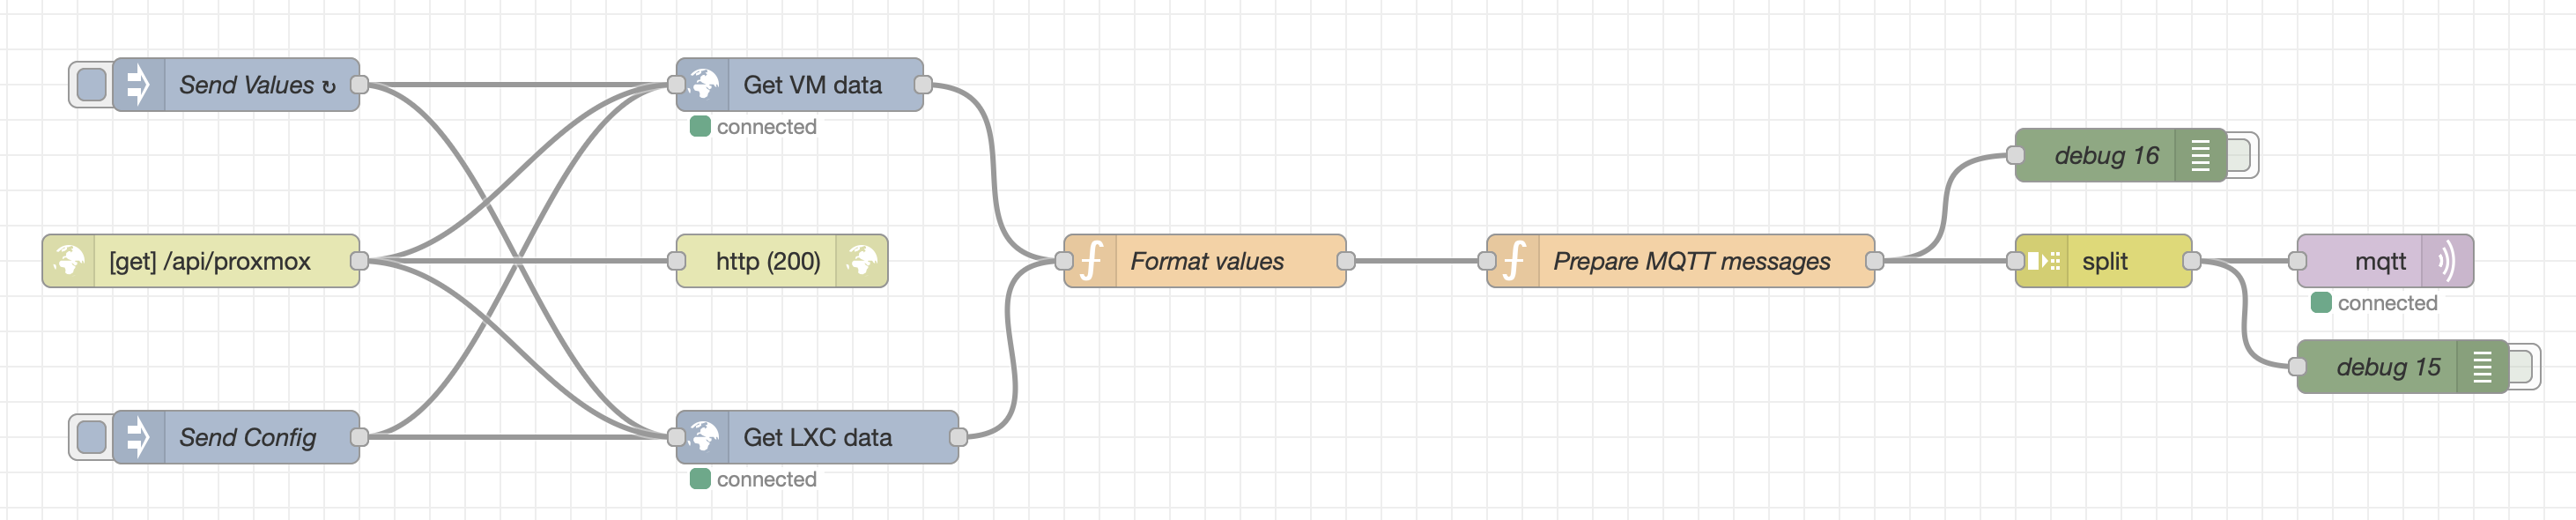 Send Values ↻
Get VM data
connected
debug 16
[get] /api/proxmox
http (200)
Format values
Prepare MQTT messages
split
mqtt
connected
debug 15
Send Config
Get LXC data
connected